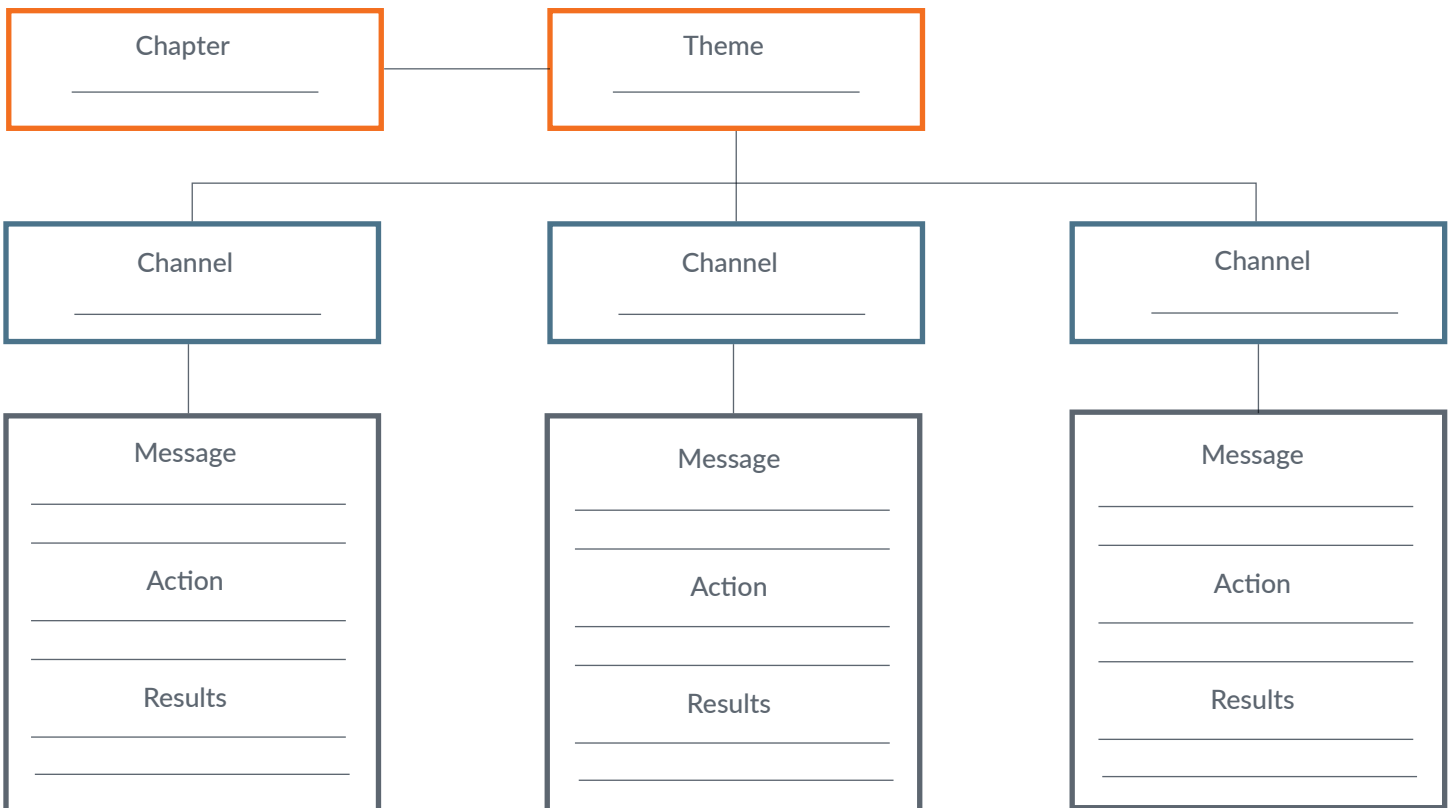 Chapter
Theme
Channel
Channel
Channel
Message
Action
Results
Message
Action
Results
Message
Action
Results